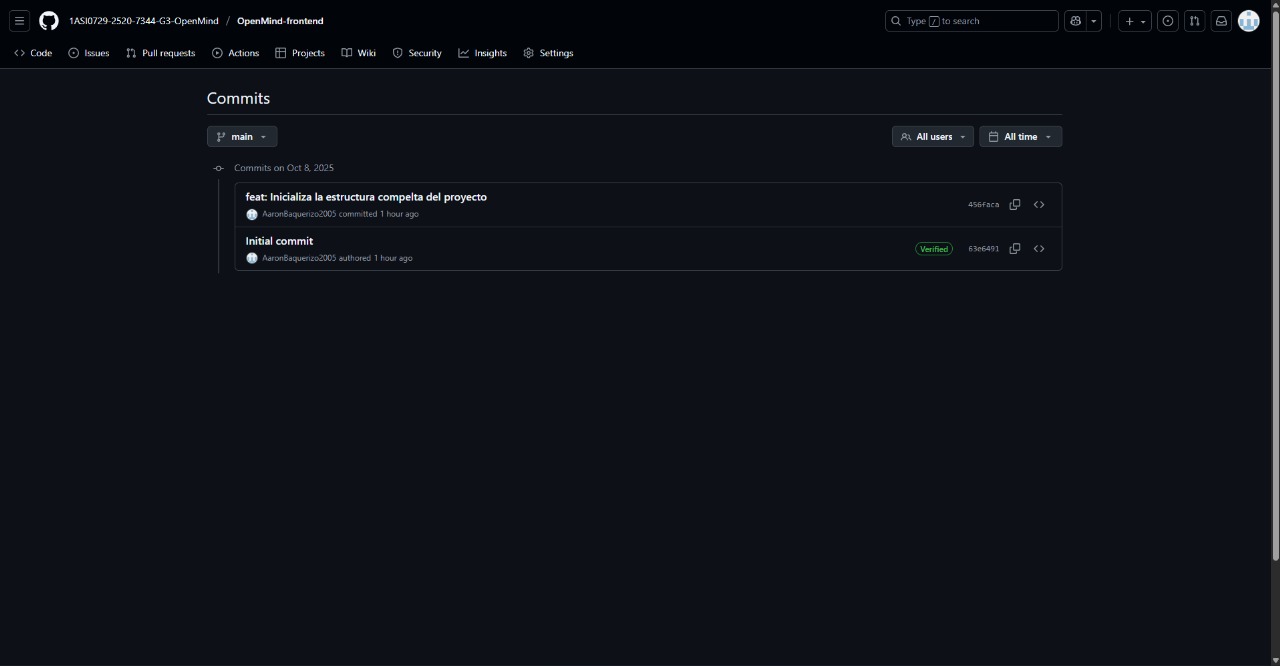 1ASI0729-2520-7344-G3-OpenMind / OpenMind-frontend
Type / to search
Code Issues Pull requests Actions Projects Wiki Security Insights Settings
Commits
main
All users All time
Commits on Oct 8, 2025
feat: Inicializa la estructura compelta del proyecto
AaronBaquerizo2005 committed 1 hour ago
456faca
Initial commit
AaronBaquerizo2005 authored 1 hour ago
Verified 63e6491